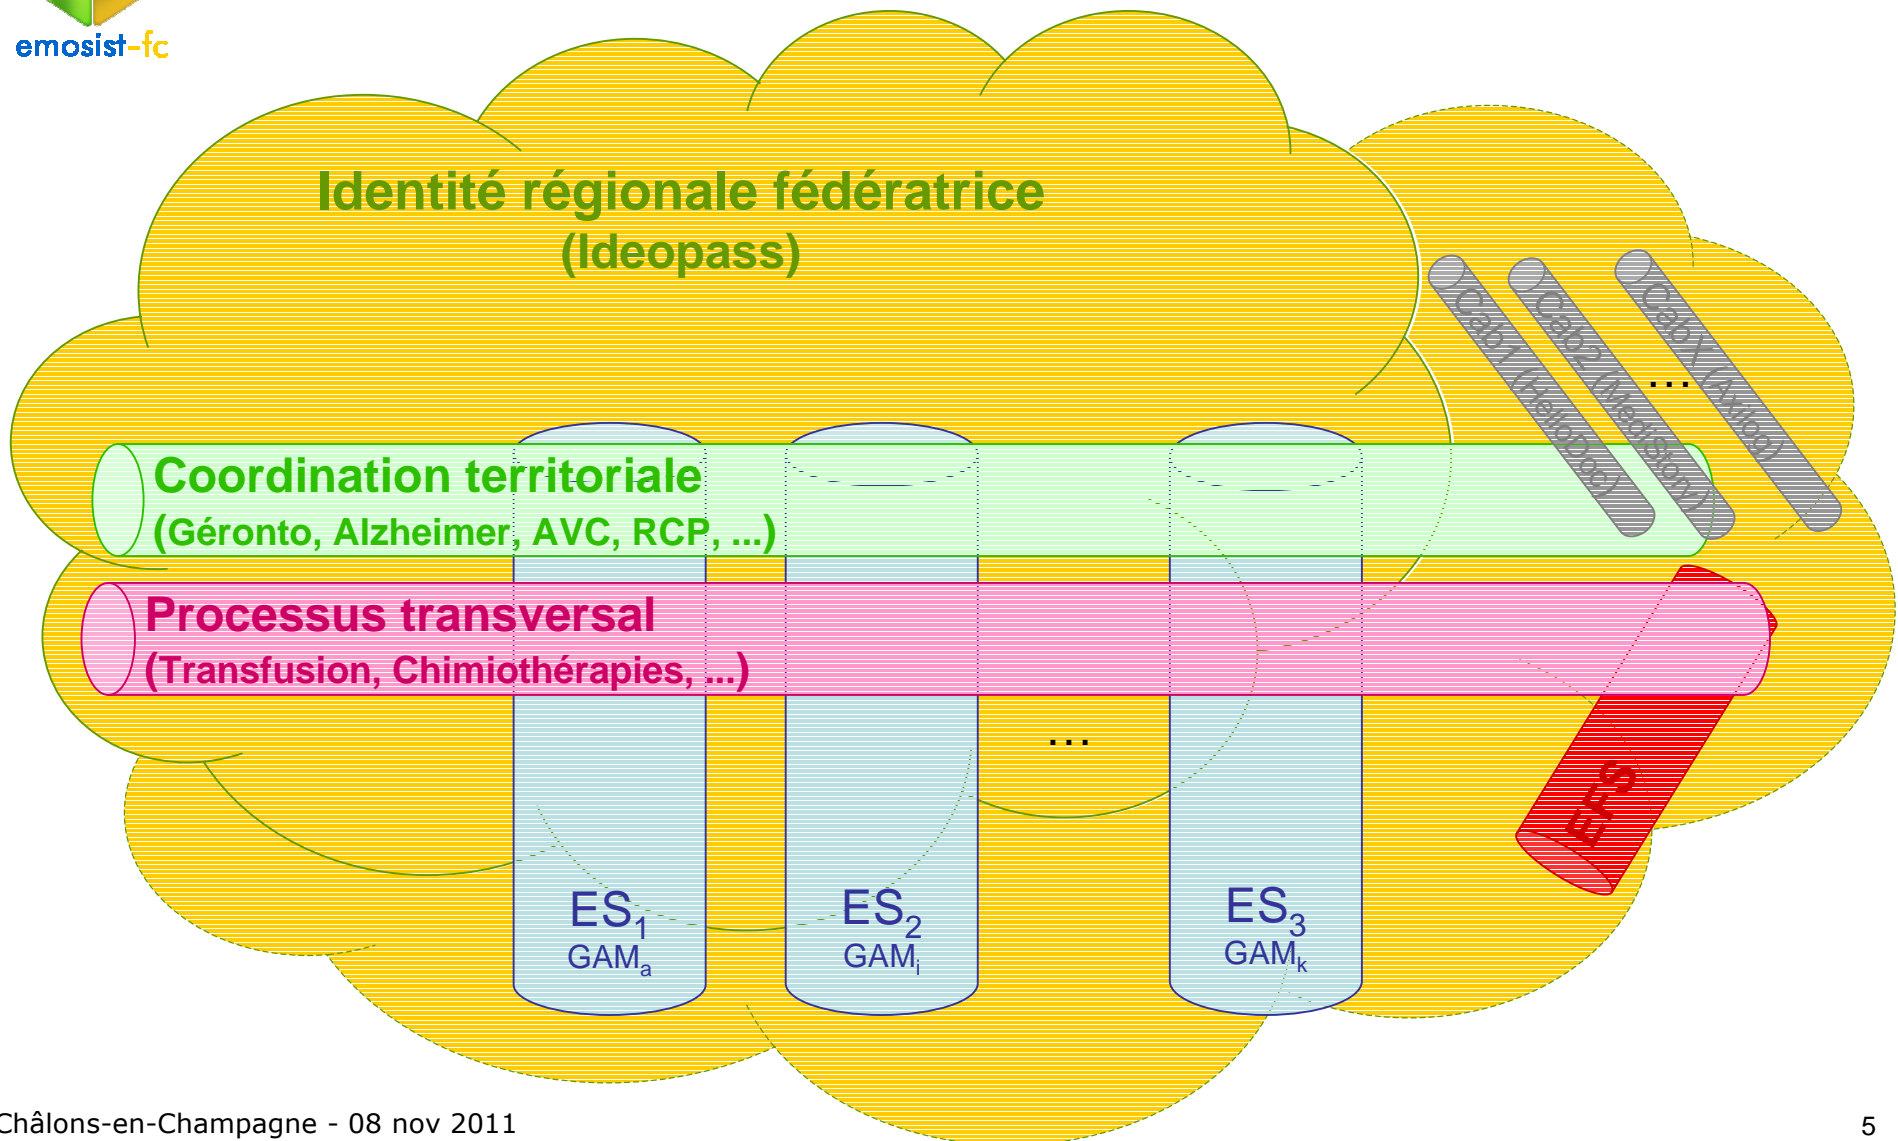 emosist-fc
Identité régionale fédératrice
(Ideopass)
Cab1 (HelloDoc)
Cab2 (MedStory)
...
CabX (Axilog)
Coordination territoriale
(Géronto, Alzheimer, AVC, RCP, ...)
Processus transversal
(Transfusion, Chimiothérapies, ...)
...
EFS
ES1
GAMa
ES2
GAMi
ES3
GAMk
Châlons-en-Champagne - 08 nov 2011
5